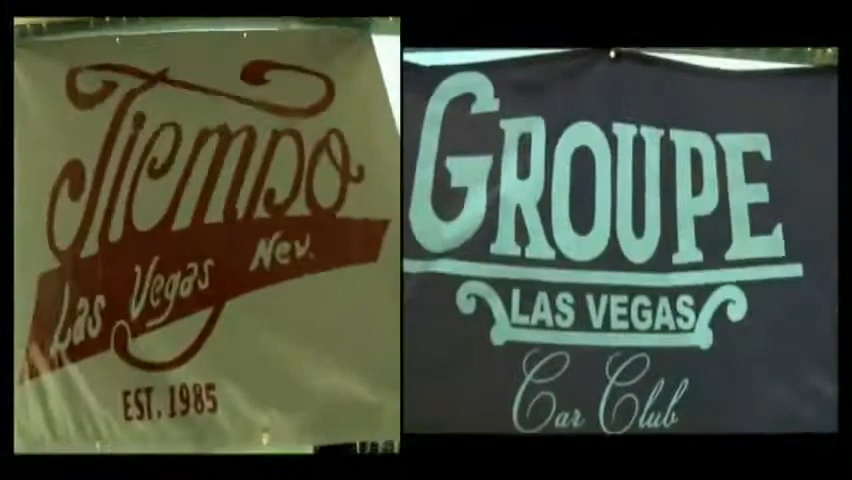 Tiempo
Las Vegas Nev.
EST. 1985
GROUPE
LAS VEGAS
Car Club